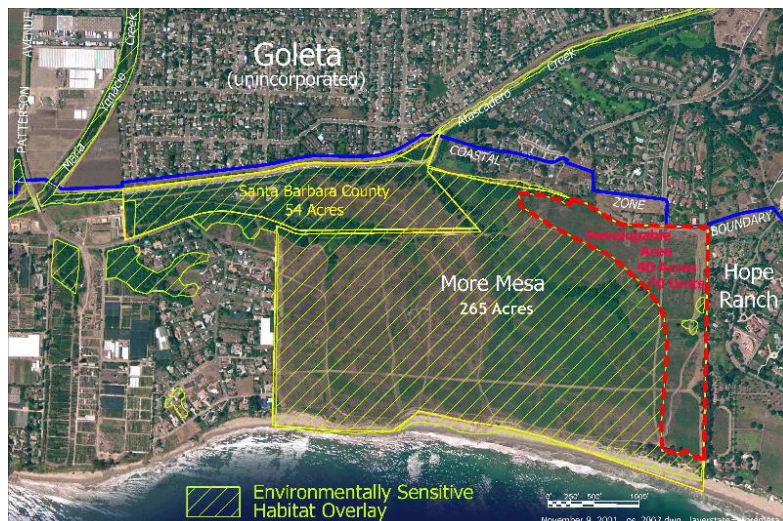 Goleta
(unincorporated)
PATTERSON AVENUE
Maria Ygnacio Creek
Atascadero Creek
COASTAL
ZONE
BOUNDARY
Santa Barbara County
54 Acres
Developable
Area
40 Acres
70 Units
More Mesa
265 Acres
Hope
Ranch
Environmentally Sensitive
Habitat Overlay
0 250' 500' 1000'
November 9, 2001